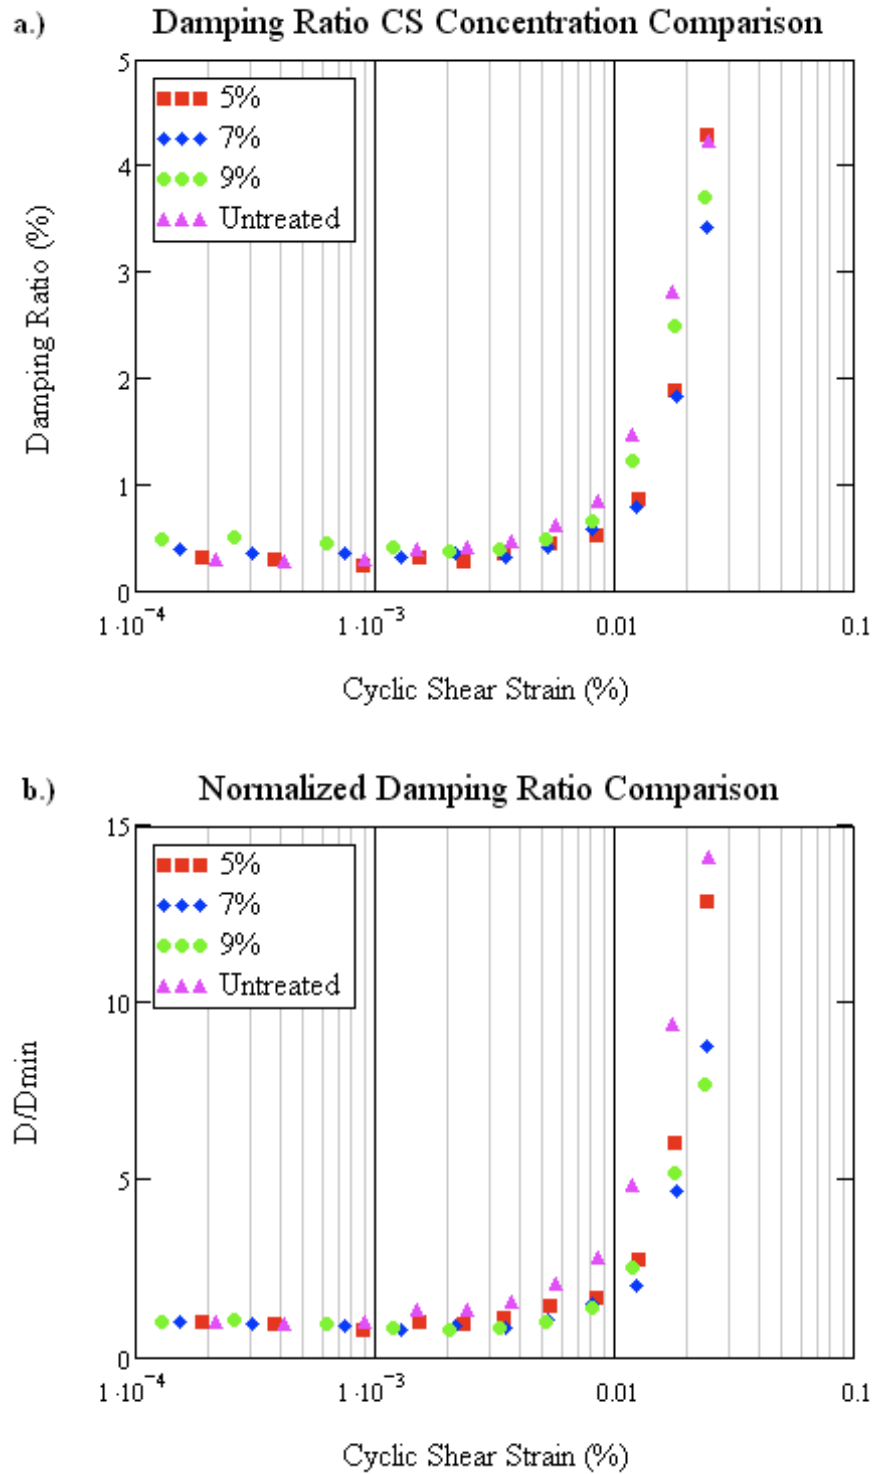 a.) Damping Ratio CS Concentration Comparison
5
4
3
2
1
0
Damping Ratio (%)
5%
7%
9%
Untreated
1·10⁻⁴ 1·10⁻³ 0.01 0.1
Cyclic Shear Strain (%)
b.) Normalized Damping Ratio Comparison
15
10
5
0
D/Dmin
5%
7%
9%
Untreated
1·10⁻⁴ 1·10⁻³ 0.01 0.1
Cyclic Shear Strain (%)